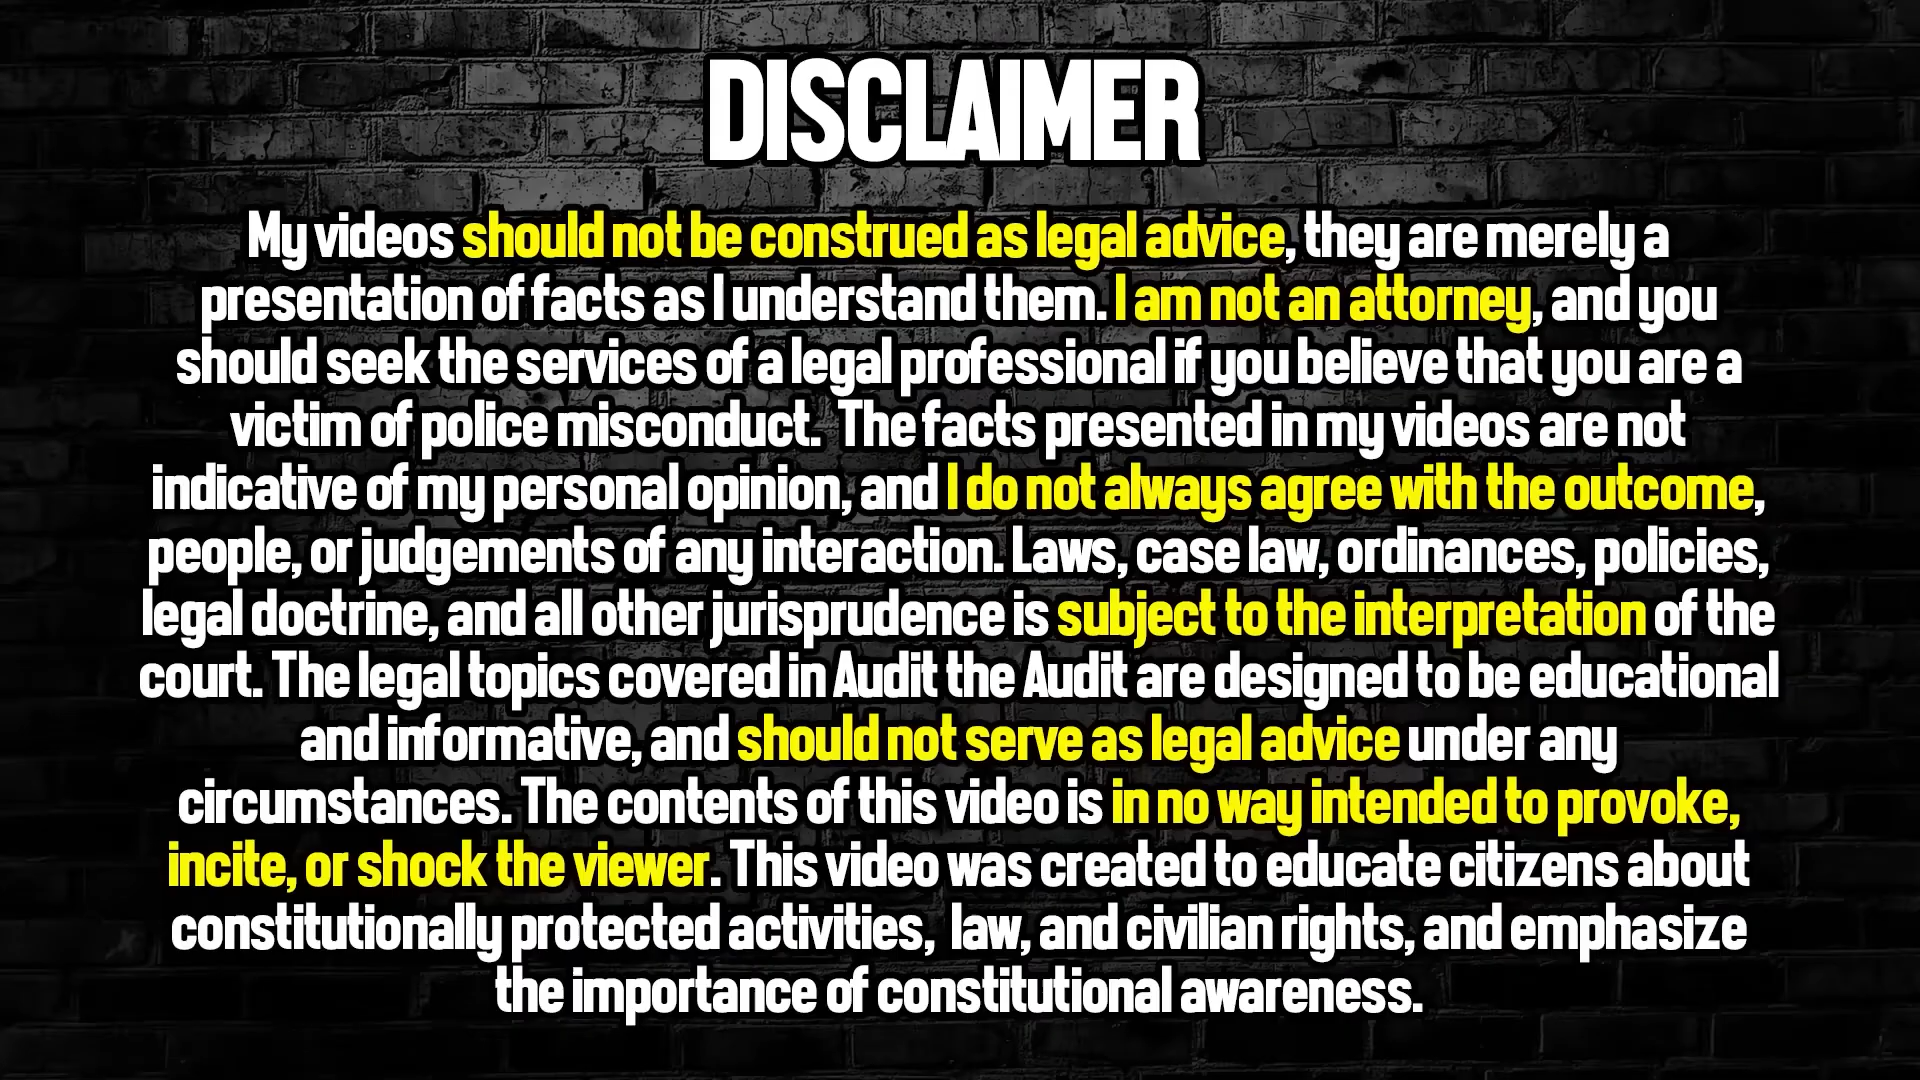 DISCLAIMER
My videos should not be construed as legal advice, they are merely a
presentation of facts as I understand them. I am not an attorney, and you
should seek the services of a legal professional if you believe that you are a
victim of police misconduct.  The facts presented in my videos are not
indicative of my personal opinion, and I do not always agree with the outcome,
people, or judgements of any interaction. Laws, case law, ordinances, policies,
legal doctrine, and all other jurisprudence is subject to the interpretation of the
court. The legal topics covered in Audit the Audit are designed to be educational
and informative, and should not serve as legal advice under any
circumstances. The contents of this video is in no way intended to provoke,
incite, or shock the viewer. This video was created to educate citizens about
constitutionally protected activities,  law, and civilian rights, and emphasize
the importance of constitutional awareness.